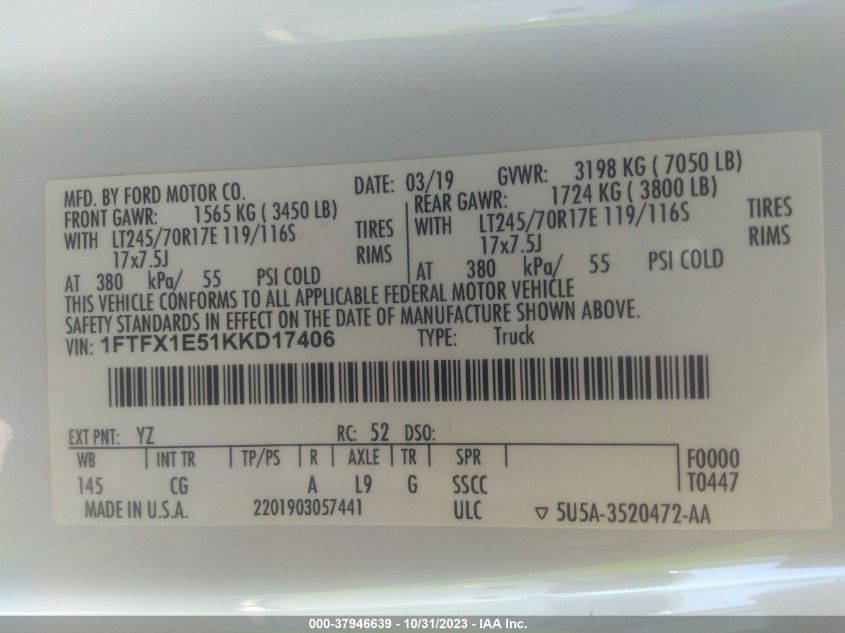 MFD. BY FORD MOTOR CO. DATE: 03/19 GVWR: 3198 KG ( 7050 LB)
FRONT GAWR: 1565 KG ( 3450 LB) REAR GAWR: 1724 KG ( 3800 LB)
WITH LT245/70R17E 119/116S TIRES WITH LT245/70R17E 119/116S TIRES
17x7.5J RIMS 17x7.5J RIMS
AT 380 kPa/ 55 PSI COLD AT 380 kPa/ 55 PSI COLD
THIS VEHICLE CONFORMS TO ALL APPLICABLE FEDERAL MOTOR VEHICLE
SAFETY STANDARDS IN EFFECT ON THE DATE OF MANUFACTURE SHOWN ABOVE.
VIN: 1FTFX1E51KKD17406 TYPE: Truck
EXT PNT: YZ RC: 52 DSO:
WB INT TR TP/PS R AXLE TR SPR F0000
145 CG A L9 G SSCC T0447
MADE IN U.S.A. 2201903057441 ULC ▽ 5U5A-3520472-AA
000-37946639 - 10/31/2023 - IAA Inc.